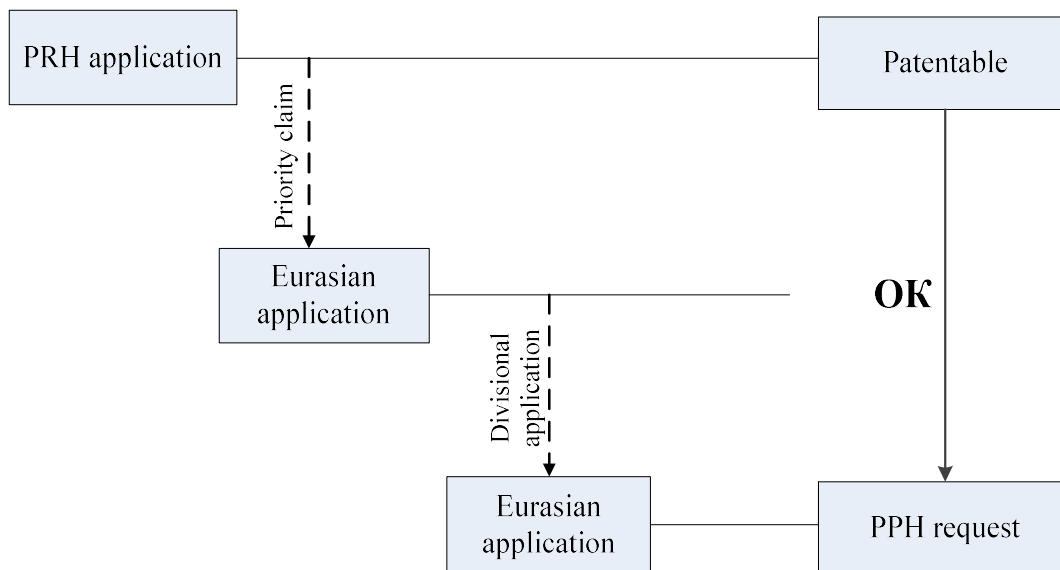 PRH application
Patentable
Priority claim
Eurasian
application
OK
Divisional
application
Eurasian
application
PPH request